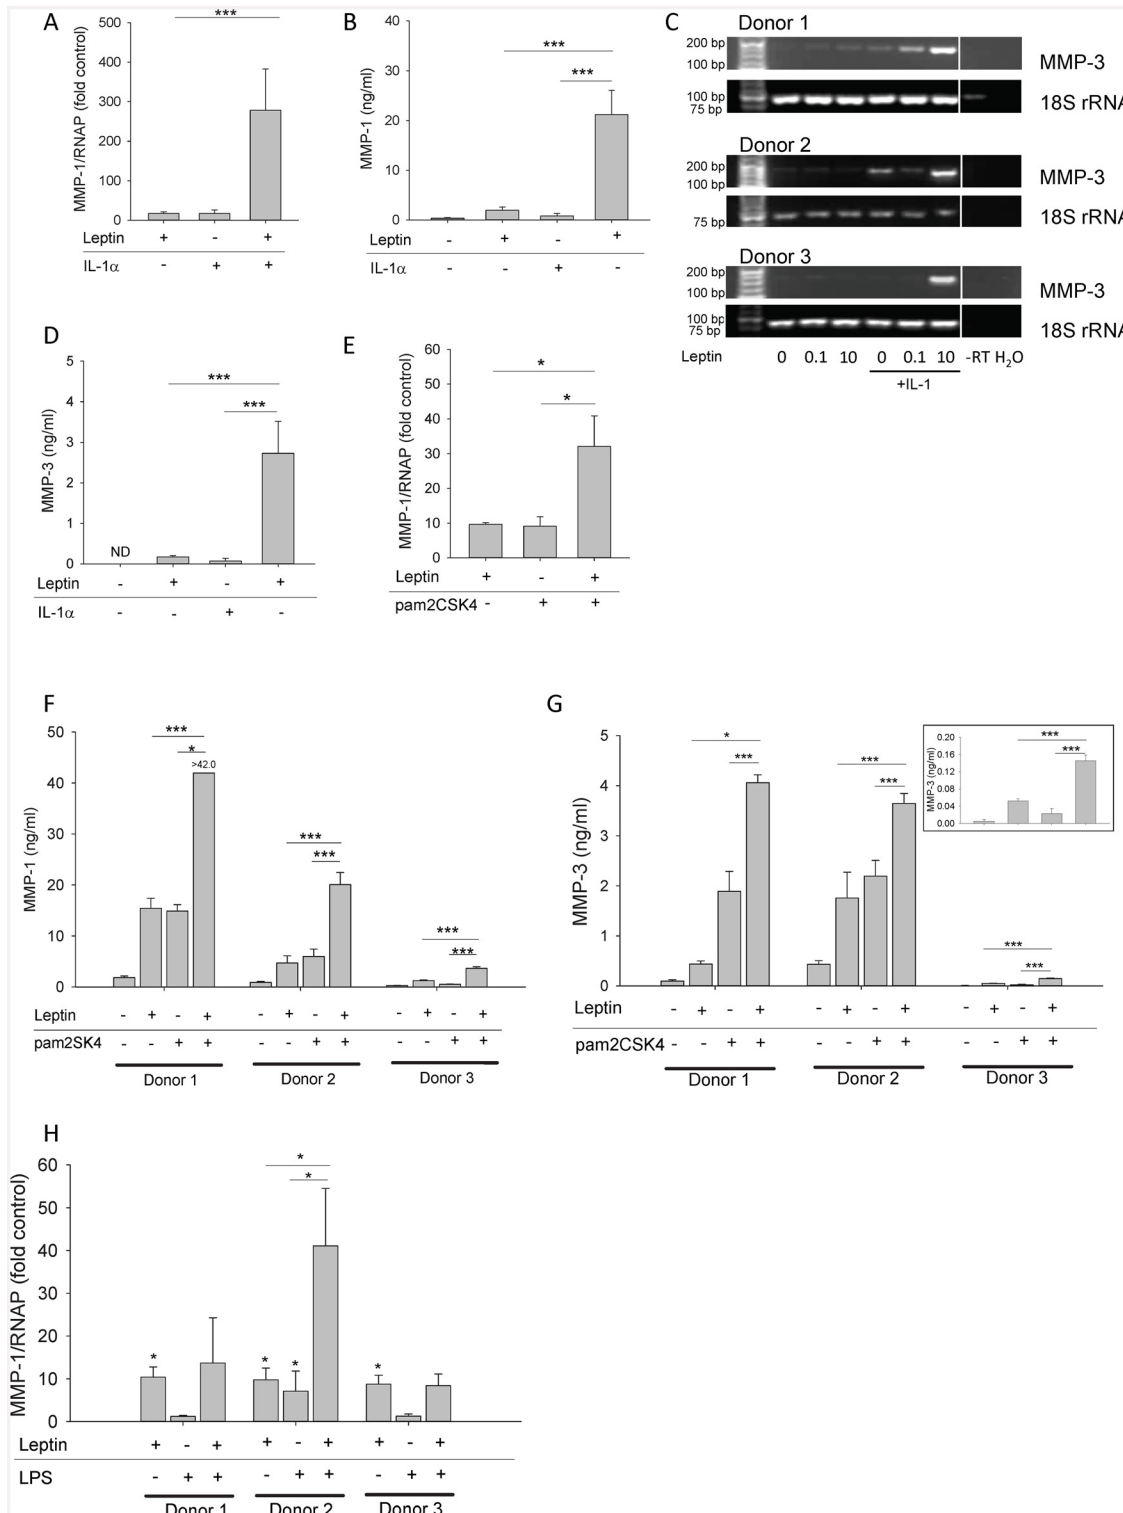 A
MMP-1/RNAP (fold control)
500
400
300
200
100
0
***
Leptin + - +
IL-1α - + +
B
MMP-1 (ng/ml)
40
30
20
10
0
***
***
Leptin - + - +
IL-1α - - + -
C
Donor 1
200 bp
100 bp
MMP-3
100 bp
75 bp
18S rRNA
Donor 2
200 bp
100 bp
MMP-3
75 bp
18S rRNA
Donor 3
200 bp
100 bp
MMP-3
100 bp
75 bp
18S rRNA
Leptin 0 0.1 10 0 0.1 10 -RT H2O
+IL-1
D
MMP-3 (ng/ml)
5
4
3
2
1
0
ND
***
***
Leptin - + - +
IL-1α - - + -
E
MMP-1/RNAP (fold control)
60
50
40
30
20
10
0
*
*
Leptin + - +
pam2CSK4 - + +
F
MMP-1 (ng/ml)
50
40
30
20
10
0
***
*
>42.0
***
***
***
***
Leptin - + - + - + - + - + - +
pam2SK4 - - + + - - + + - - + +
Donor 1 Donor 2 Donor 3
G
MMP-3 (ng/ml)
5
4
3
2
1
0
*
***
***
***
***
***
MMP-3 (ng/ml)
0.20
0.16
0.12
0.08
0.04
0.00
***
***
Leptin - + - + - + - + - + - +
pam2CSK4 - - + + - - + + - - + +
Donor 1 Donor 2 Donor 3
H
MMP-1/RNAP (fold control)
60
50
40
30
20
10
0
*
*
*
*
*
*
Leptin + - + + - + + - +
LPS - + + - + + - + +
Donor 1 Donor 2 Donor 3